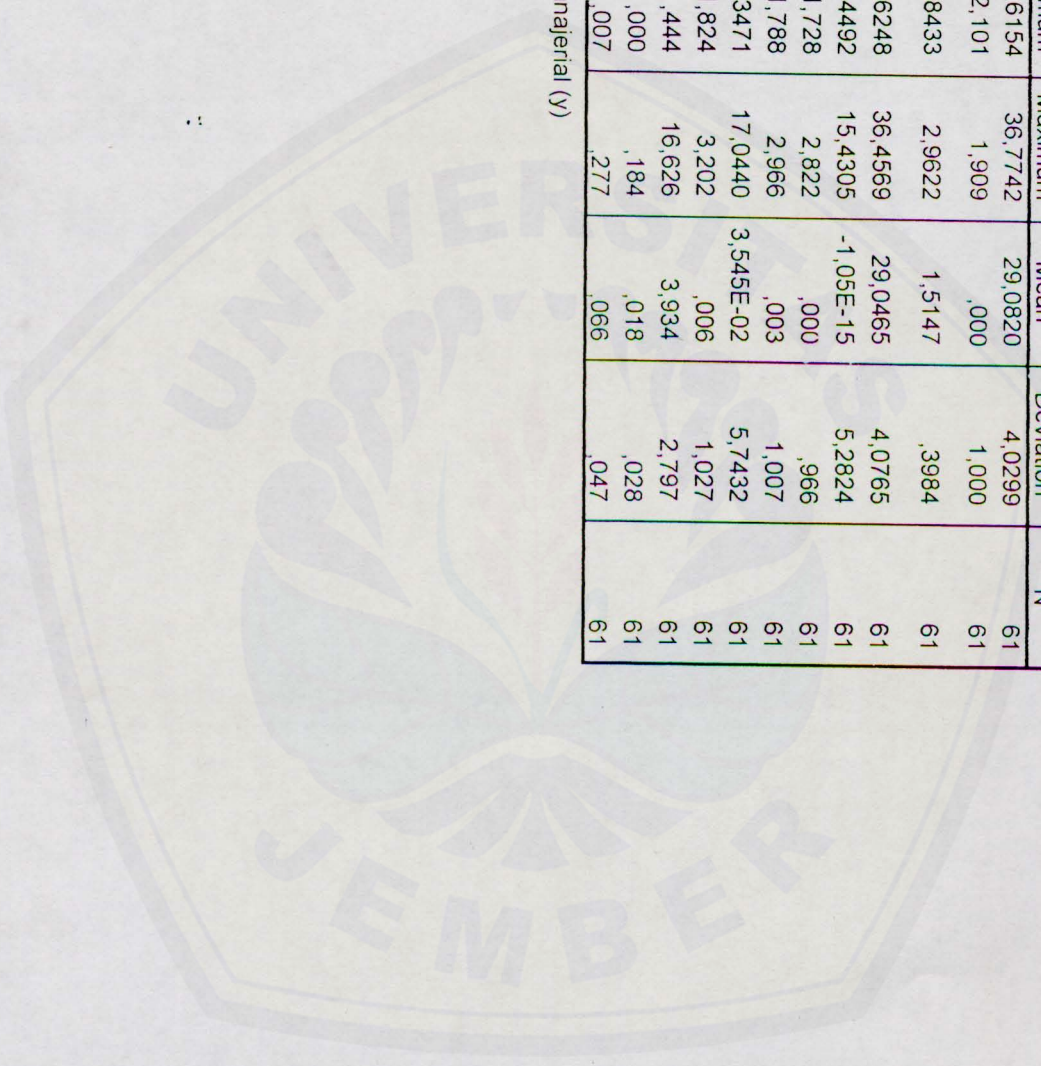 Maximum Mean Deviation N
6154 36,7742 29,0820 4,0299 61
2,101 1,909 ,000 1,000 61
8433 2,9622 1,5147 ,3984 61
6248 36,4569 29,0465 4,0765 61
4492 15,4305 -1,05E-15 5,2824 61
,728 2,822 ,000 ,966 61
,788 2,966 ,003 1,007 61
3471 17,0440 3,545E-02 5,7432 61
,824 3,202 ,006 1,027 61
,444 16,626 3,934 2,797 61
,000 ,184 ,018 ,028 61
,007 ,277 ,066 ,047 61
najerial (y)
UNIVERSITAS
JEMBER